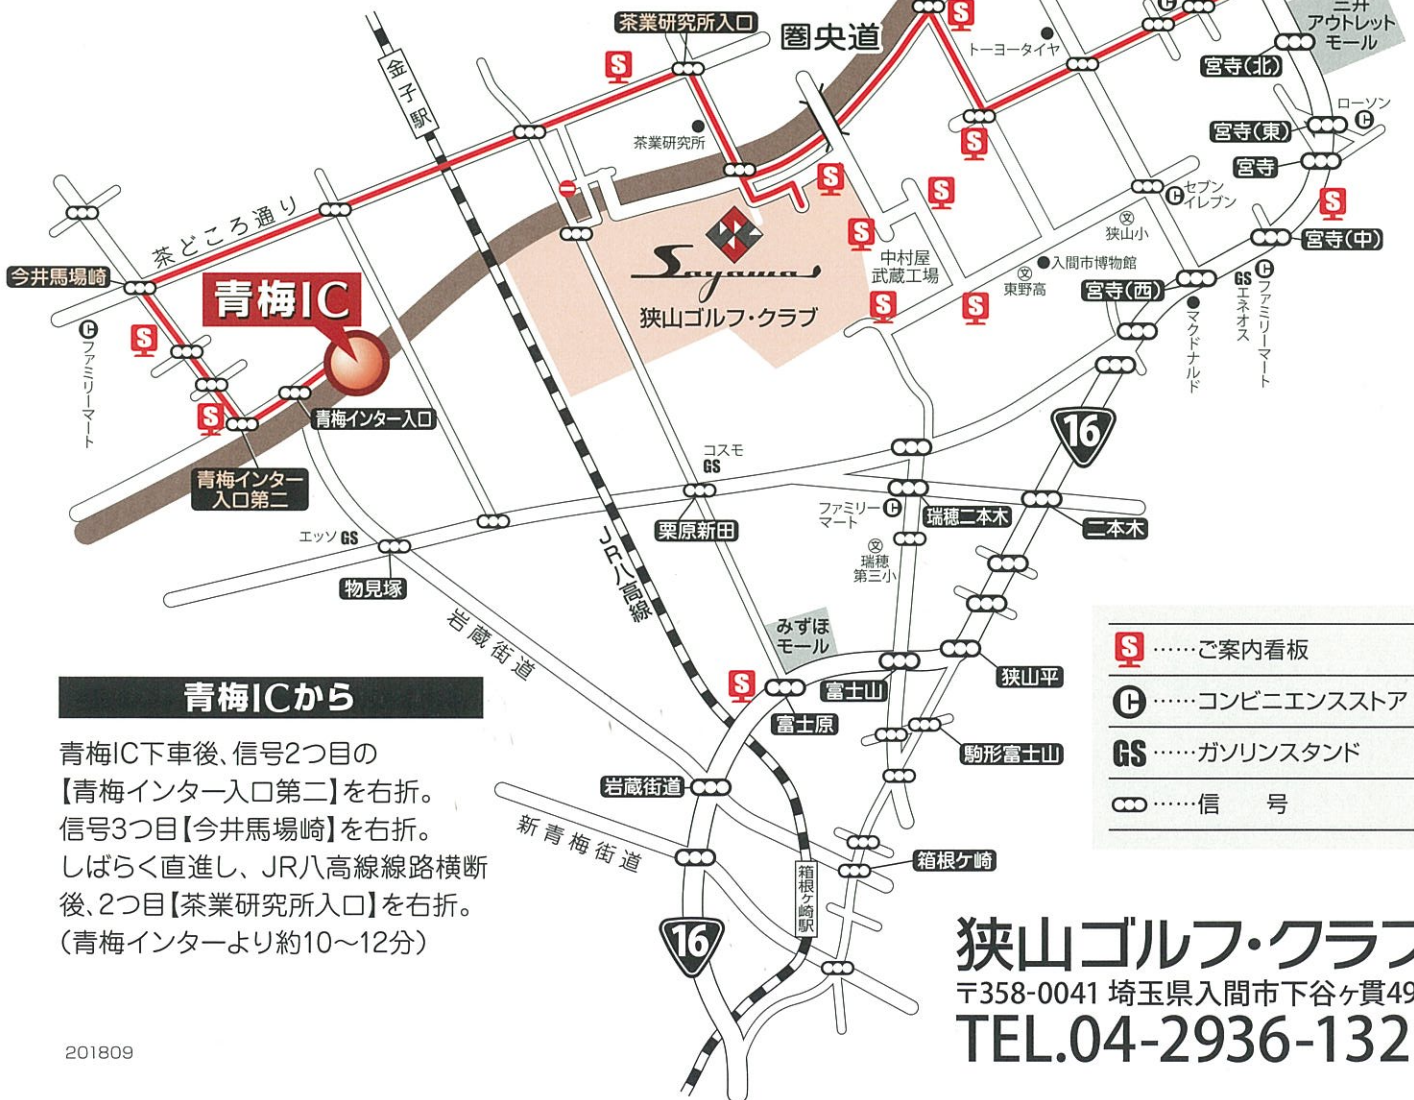 茶業研究所入口
圏央道
トーヨータイヤ
三井
アウトレット
モール
宮寺(北)
ローソン
C
宮寺(東)
宮寺
宮寺(中)
金子駅
茶業研究所
セブン
イレブン
C
文
狭山小
入間市博物館
文
東野高
宮寺(西)
GS
エネオス
C
ファミリーマート
マクドナルド
中村屋
武蔵工場
Sayama
狭山ゴルフ・クラブ
茶どころ通り
今井馬場崎
青梅IC
C
ファミリーマート
青梅インター入口
青梅インター
入口第二
16
コスモ
GS
栗原新田
ファミリー
マート
C
瑞穂二本木
二本木
文
瑞穂
第三小
エッソ GS
物見塚
JR八高線
岩蔵街道
みずほ
モール
富士山
狭山平
富士原
駒形富士山
岩蔵街道
新青梅街道
箱根ケ崎
箱根ヶ崎駅
16
S
S
S
S
S
S
S
S
S
S
S
S
S
青梅ICから
青梅IC下車後、信号2つ目の
【青梅インター入口第二】を右折。
信号3つ目【今井馬場崎】を右折。
しばらく直進し、JR八高線線路横断
後、2つ目【茶業研究所入口】を右折。
（青梅インターより約10〜12分）
S……ご案内看板
C……コンビニエンスストア
GS……ガソリンスタンド
……信　号
狭山ゴルフ・クラブ
〒358-0041 埼玉県入間市下谷ヶ貫49
TEL.04-2936-132
201809